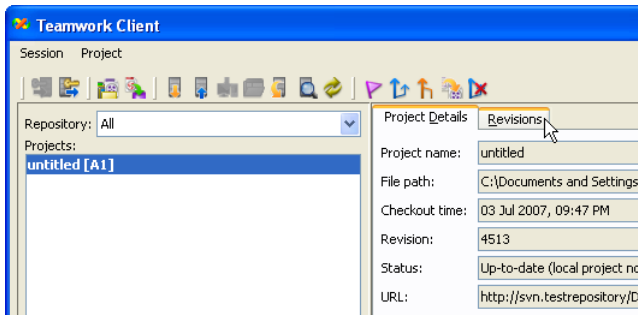 Teamwork Client
Session Project
Repository: All
Projects:
untitled [A1]
Project Details Revisions
Project name: untitled
File path: C:\Documents and Settings
Checkout time: 03 Jul 2007, 09:47 PM
Revision: 4513
Status: Up-to-date (local project no
URL: http://svn.testrepository/D